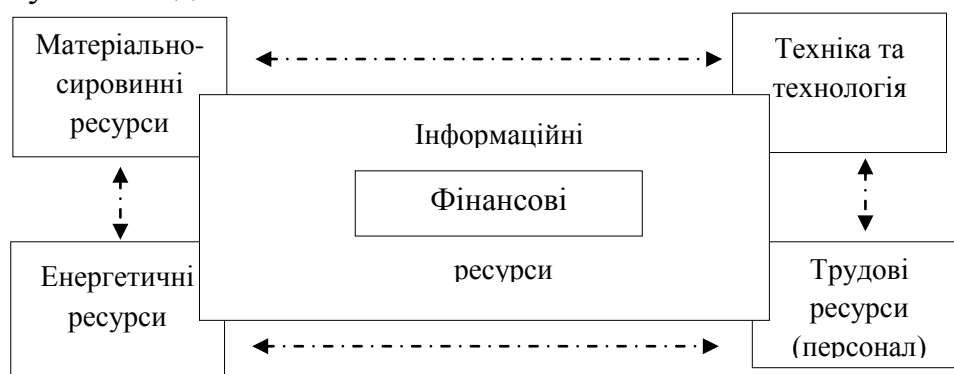 Матеріально-
сировинні
ресурси
Техніка та
технологія
Інформаційні
Фінансові
ресурси
Енергетичні
ресурси
Трудові
ресурси
(персонал)